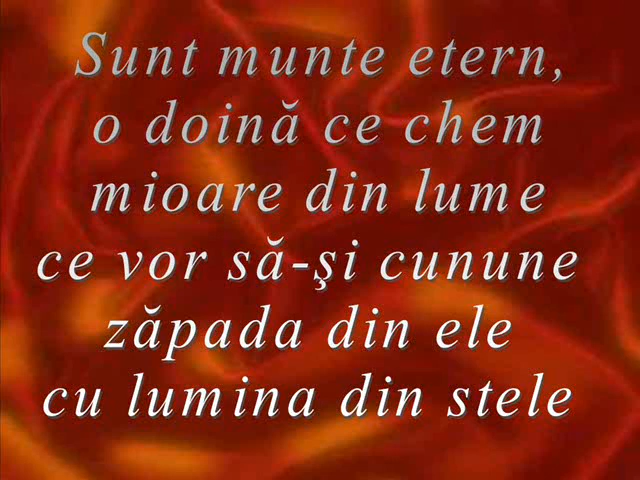 Sunt munte etern,
o doină ce chem
mioare din lume
ce vor să-şi cunune
zăpada din ele
cu lumina din stele